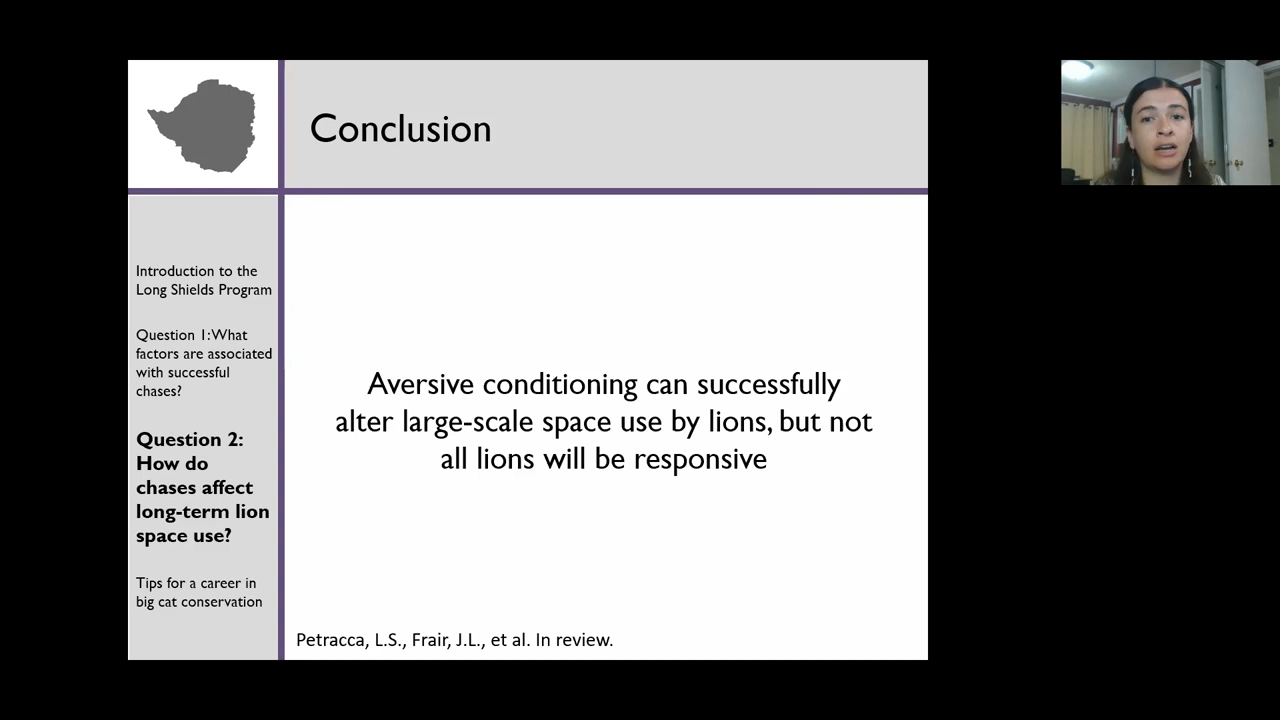 Conclusion
Introduction to the
Long Shields Program
Question 1:What
factors are associated
with successful
chases?
Question 2:
How do
chases affect
long-term lion
space use?
Tips for a career in
big cat conservation
Aversive conditioning can successfully
alter large-scale space use by lions, but not
all lions will be responsive
Petracca, L.S., Frair, J.L., et al. In review.